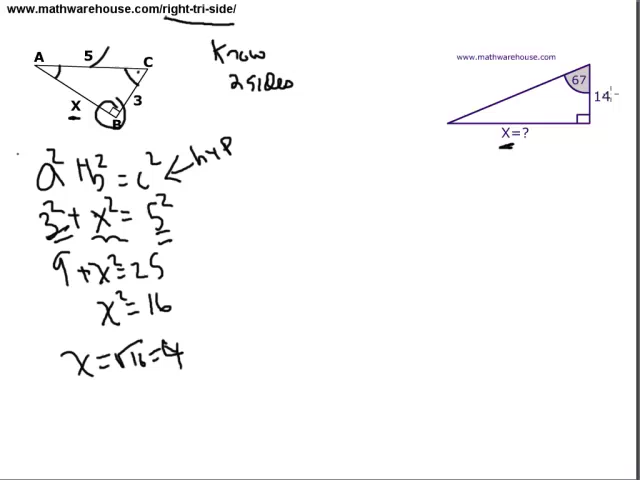 www.mathwarehouse.com/right-tri-side/
A 5 C
X 3
B
Know
2 sides
www.mathwarehouse.com
67
14
X=?
a² + b² = c² hyp
3² + x² = 5²
9 + x² = 25
x² = 16
x = √16 = 4